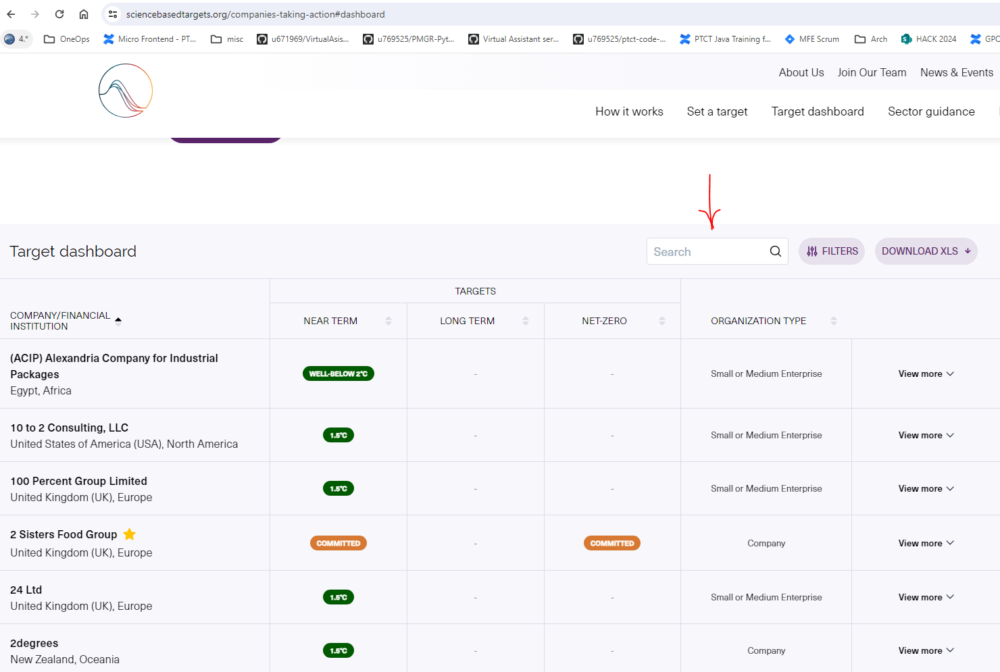 sciencebasedtargets.org/companies-taking-action#dashboard
4.* OneOps Micro Frontend - PT... misc u671969/VirtualAsis... u769525/PMGR-Pyt... Virtual Assistant ser... u769525/ptct-code-... PTCT Java Training f... MFE Scrum Arch HACK 2024 GPC
About Us Join Our Team News & Events
How it works Set a target Target dashboard Sector guidance
Target dashboard Search FILTERS DOWNLOAD XLS
TARGETS
COMPANY/FINANCIAL
INSTITUTION
NEAR TERM LONG TERM NET-ZERO ORGANIZATION TYPE
(ACIP) Alexandria Company for Industrial
Packages
Egypt, Africa
WELL-BELOW 2°C - - Small or Medium Enterprise View more
10 to 2 Consulting, LLC
United States of America (USA), North America
1.5°C - - Small or Medium Enterprise View more
100 Percent Group Limited
United Kingdom (UK), Europe
1.5°C - - Small or Medium Enterprise View more
2 Sisters Food Group
United Kingdom (UK), Europe
COMMITTED - COMMITTED Company View more
24 Ltd
United Kingdom (UK), Europe
1.5°C - - Small or Medium Enterprise View more
2degrees
New Zealand, Oceania
1.5°C - - Company View more